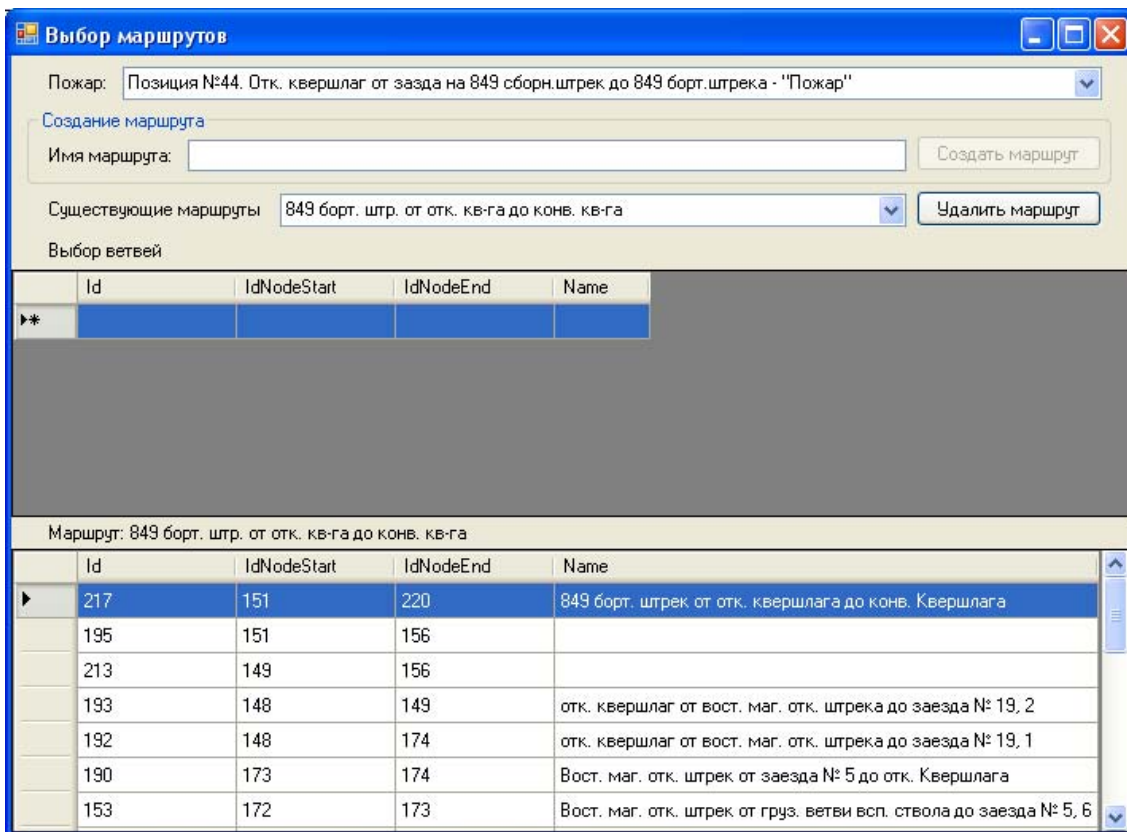 Выбор маршрутов
Пожар: Позиция №44. Отк. квершлаг от зазда на 849 сборн.штрек до 849 борт.штрека - "Пожар"
Создание маршрута
Имя маршрута: Создать маршрут
Существующие маршруты 849 борт. штр. от отк. кв-га до конв. кв-га Удалить маршрут
Выбор ветвей
Id IdNodeStart IdNodeEnd Name
Маршрут: 849 борт. штр. от отк. кв-га до конв. кв-га
Id IdNodeStart IdNodeEnd Name
217 151 220 849 борт. штрек от отк. квершлага до конв. Квершлага
195 151 156
213 149 156
193 148 149 отк. квершлаг от вост. маг. отк. штрека до заезда № 19, 2
192 148 174 отк. квершлаг от вост. маг. отк. штрека до заезда № 19, 1
190 173 174 Вост. маг. отк. штрек от заезда № 5 до отк. Квершлага
153 172 173 Вост. маг. отк. штрек от груз. ветви всп. ствола до заезда № 5, 6